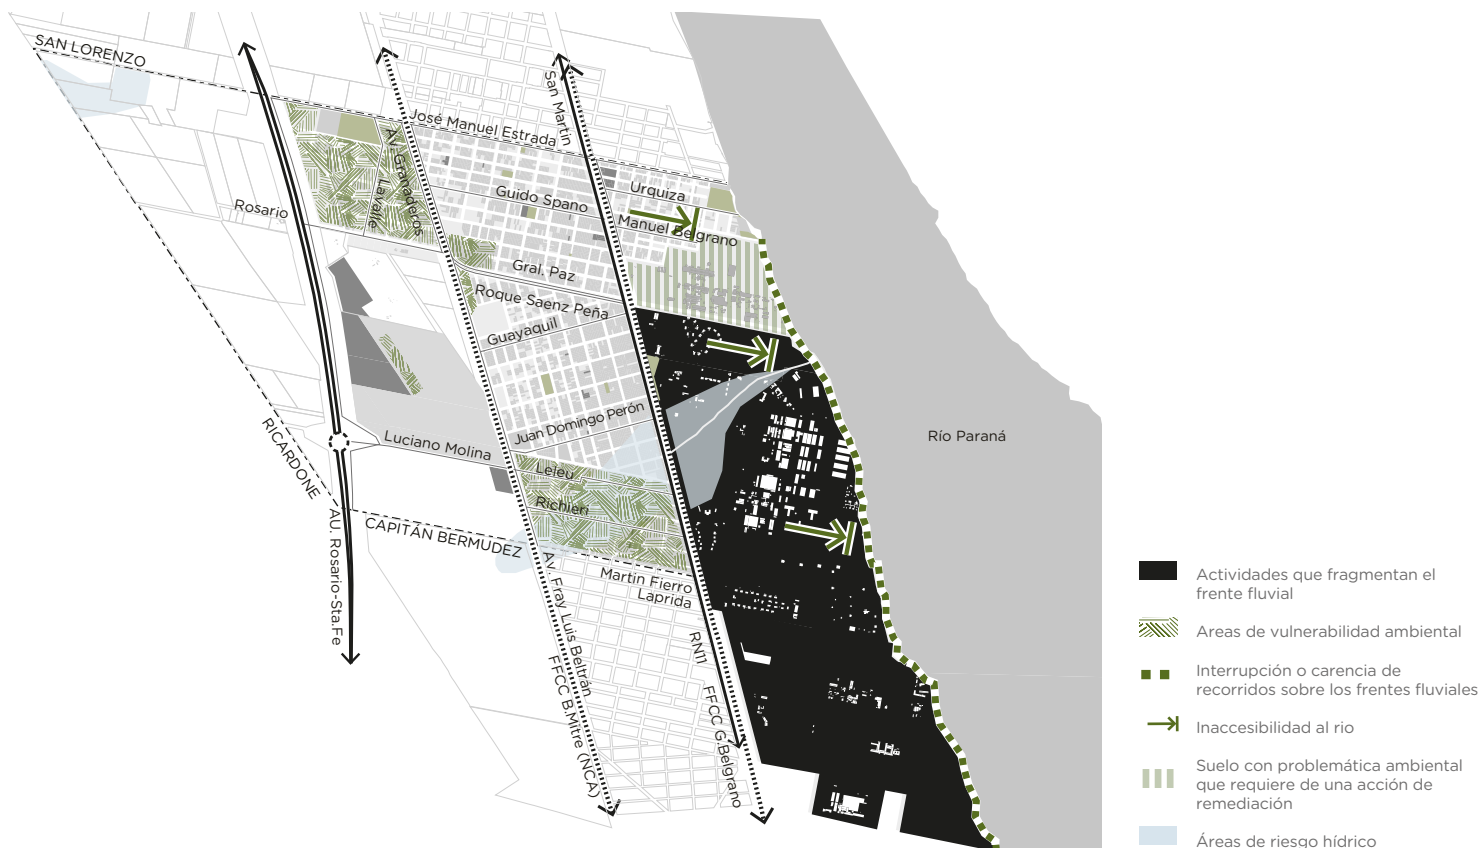 SAN LORENZO
San Martin
José Manuel Estrada
Av. Granaderos
Lavalle
Urquiza
Guido Spano
Rosario
Manuel Belgrano
Gral. Paz
Roque Saenz Peña
Guayaquil
Juan Domingo Perón
Río Paraná
Luciano Molina
RICARDONE
Leleu
Richieri
AU. Rosario-Sta.Fe
CAPITÁN BERMUDEZ
Martin Fierro
Laprida
Av. Fray Luis Beltrán
FFCC B.Mitre (NCA)
RN11
FFCC G.Belgrano
Actividades que fragmentan el
frente fluvial
Areas de vulnerabilidad ambiental
Interrupción o carencia de
recorridos sobre los frentes fluviales
Inaccesibilidad al rio
Suelo con problemática ambiental
que requiere de una acción de
remediación
Áreas de riesgo hídrico